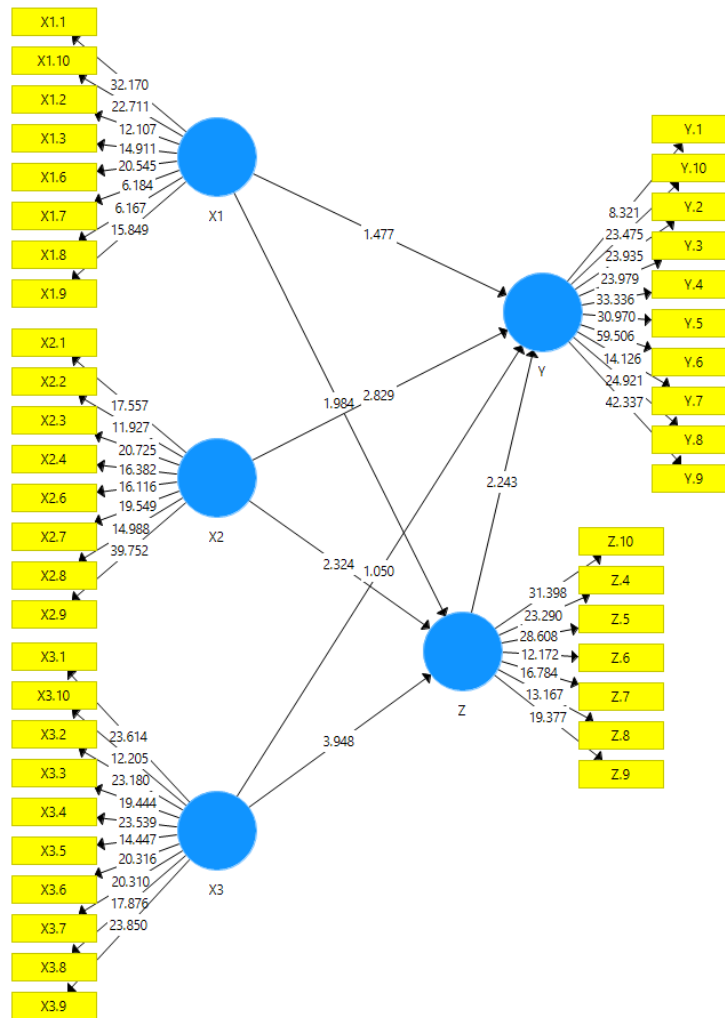 X1.1
X1.10
X1.2
X1.3
X1.6
X1.7
X1.8
X1.9
32.170
22.711
12.107
14.911
20.545
6.184
6.167
15.849
X1
X2.1
X2.2
X2.3
X2.4
X2.6
X2.7
X2.8
X2.9
17.557
11.927
20.725
16.382
16.116
19.549
14.988
39.752
X2
X3.1
X3.10
X3.2
X3.3
X3.4
X3.5
X3.6
X3.7
X3.8
X3.9
23.614
12.205
23.180
19.444
23.539
14.447
20.316
20.310
17.876
23.850
X3
1.477
1.984
2.829
2.324
1.050
3.948
2.243
Y
8.321
23.475
23.935
23.979
33.336
30.970
59.506
14.126
24.921
42.337
Y.1
Y.10
Y.2
Y.3
Y.4
Y.5
Y.6
Y.7
Y.8
Y.9
Z
31.398
23.290
28.608
12.172
16.784
13.167
19.377
Z.10
Z.4
Z.5
Z.6
Z.7
Z.8
Z.9